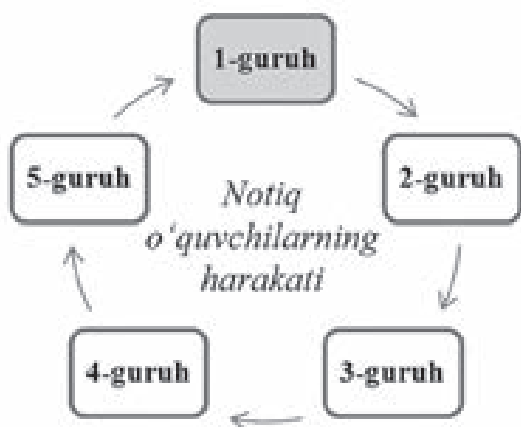 1-guruh
5-guruh
2-guruh
Notiq
o‘quvchilarning
harakati
4-guruh
3-guruh